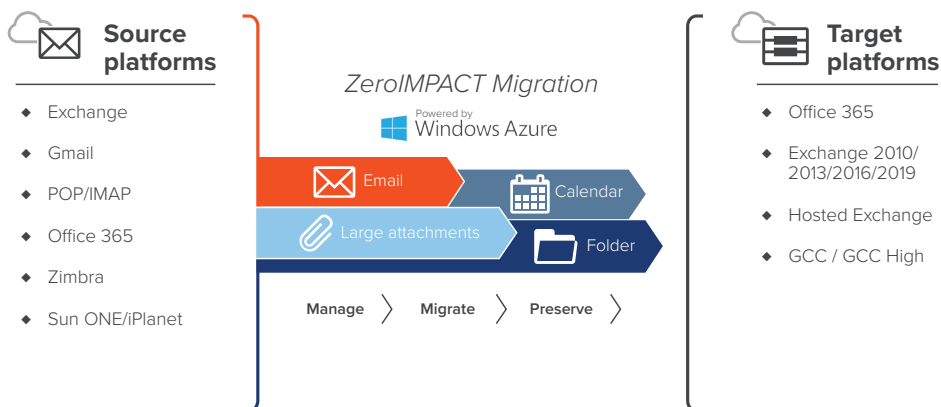 Source
platforms
Exchange
Gmail
POP/IMAP
Office 365
Zimbra
Sun ONE/iPlanet
ZeroIMPACT Migration
Powered by
Windows Azure
Email
Calendar
Large attachments
Folder
Manage
Migrate
Preserve
Target
platforms
Office 365
Exchange 2010/
2013/2016/2019
Hosted Exchange
GCC / GCC High